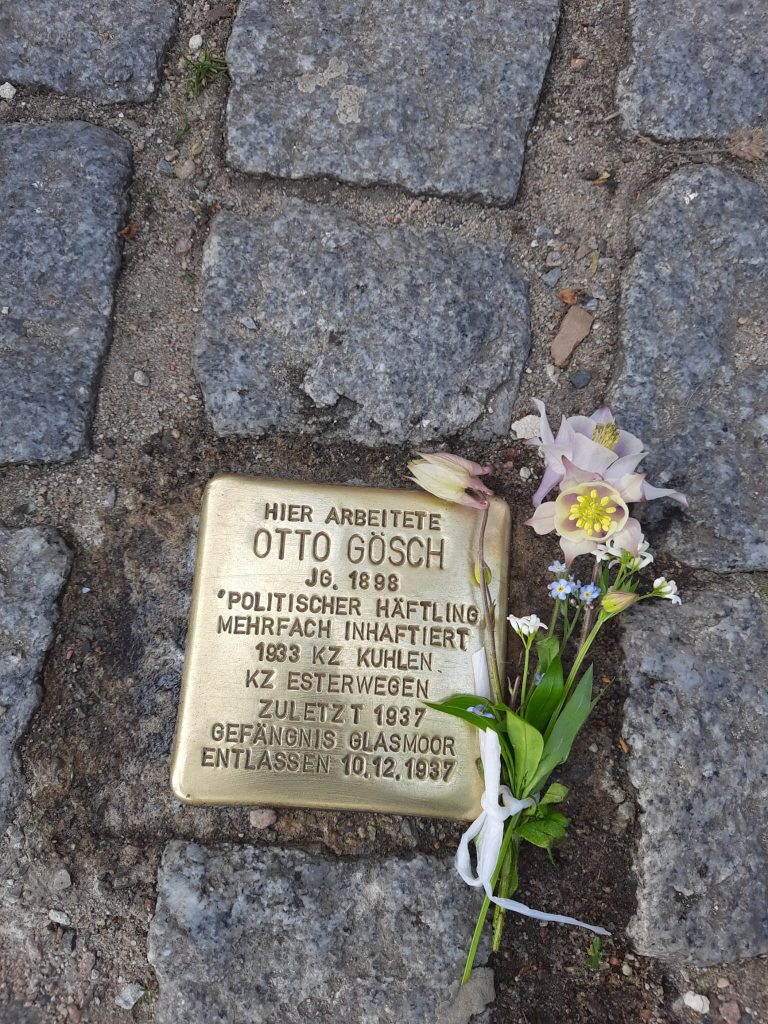 HIER ARBEITETE
OTTO GÖSCH
JG. 1898
'POLITISCHER HÄFTLING
MEHRFACH INHAFTIERT
1933 KZ KUHLEN
KZ ESTERWEGEN
ZULETZT 1937
GEFÄNGNIS GLASMOOR
ENTLASSEN 10.12.1937